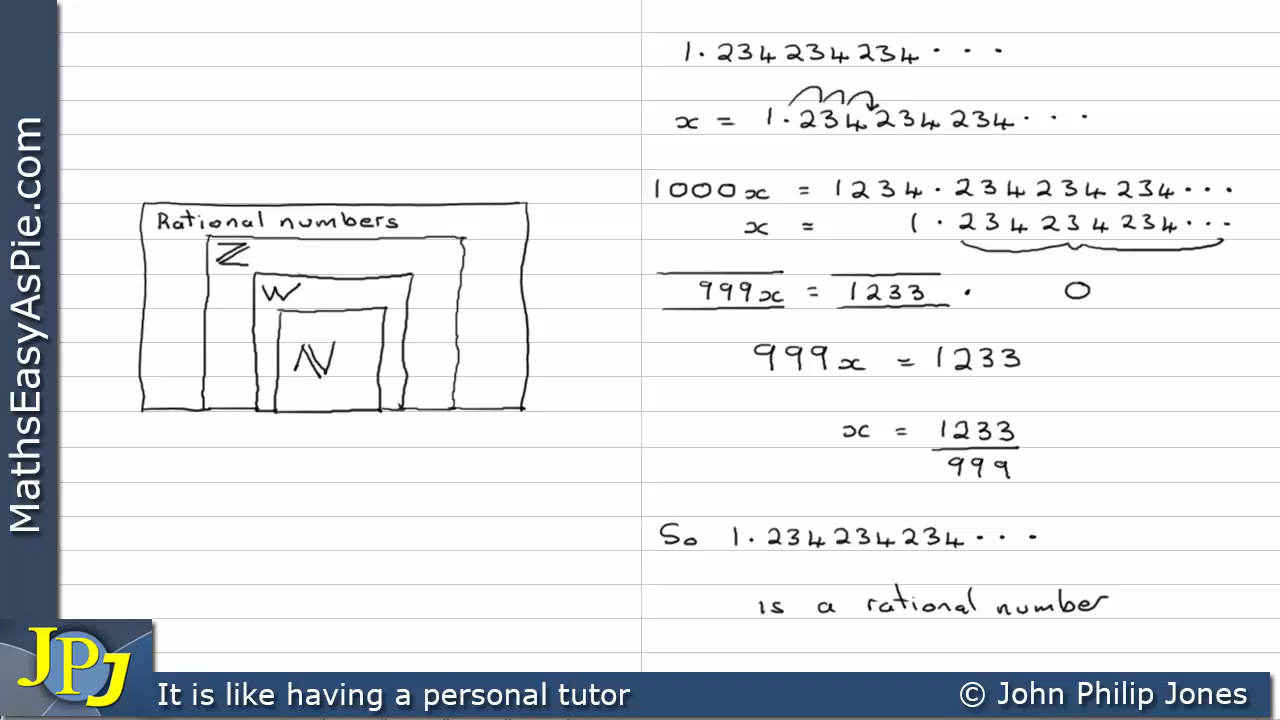 MathsEasyAsPie.com
Rational numbers
ℤ
W
ℕ
1.234234234...
x = 1.234234234...
1000x = 1234.234234234...
x = 1.234234234...
999x = 1233. 0
999x = 1233
x = 1233
999
So 1.234234234...
is a rational number
JPJ
It is like having a personal tutor
© John Philip Jones